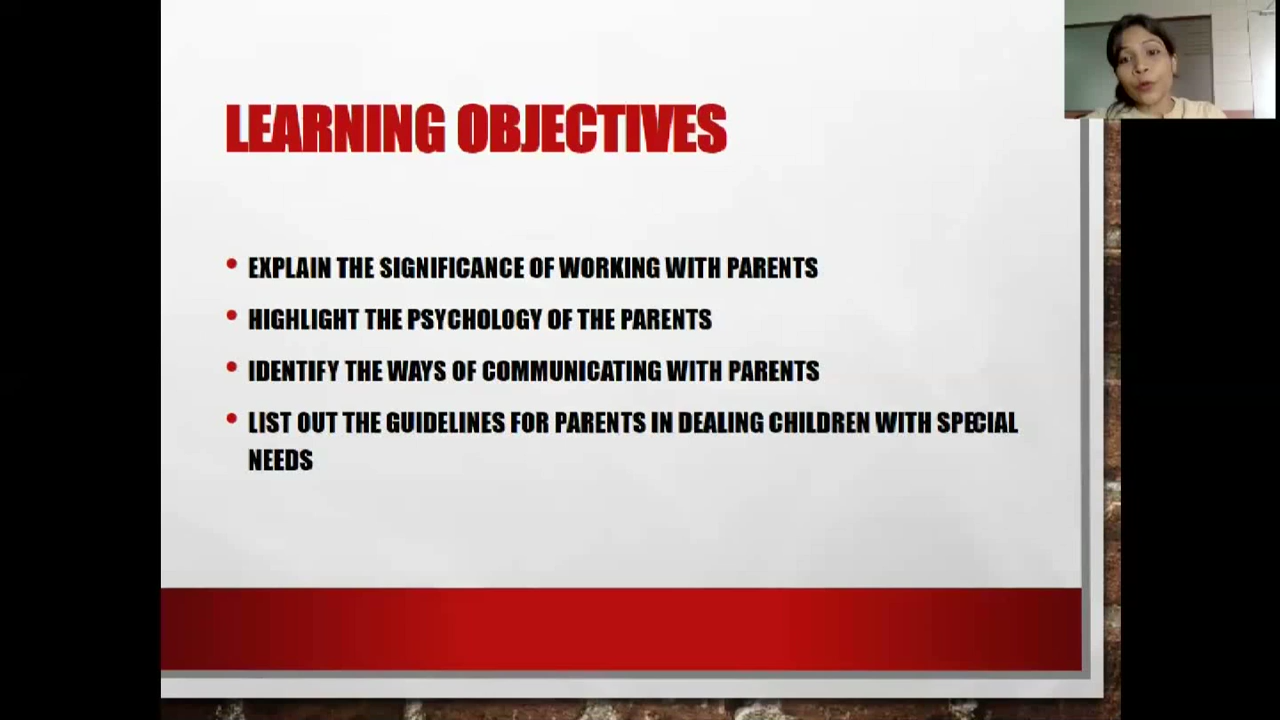 LEARNING OBJECTIVES
• EXPLAIN THE SIGNIFICANCE OF WORKING WITH PARENTS
• HIGHLIGHT THE PSYCHOLOGY OF THE PARENTS
• IDENTIFY THE WAYS OF COMMUNICATING WITH PARENTS
• LIST OUT THE GUIDELINES FOR PARENTS IN DEALING CHILDREN WITH SPECIAL
NEEDS